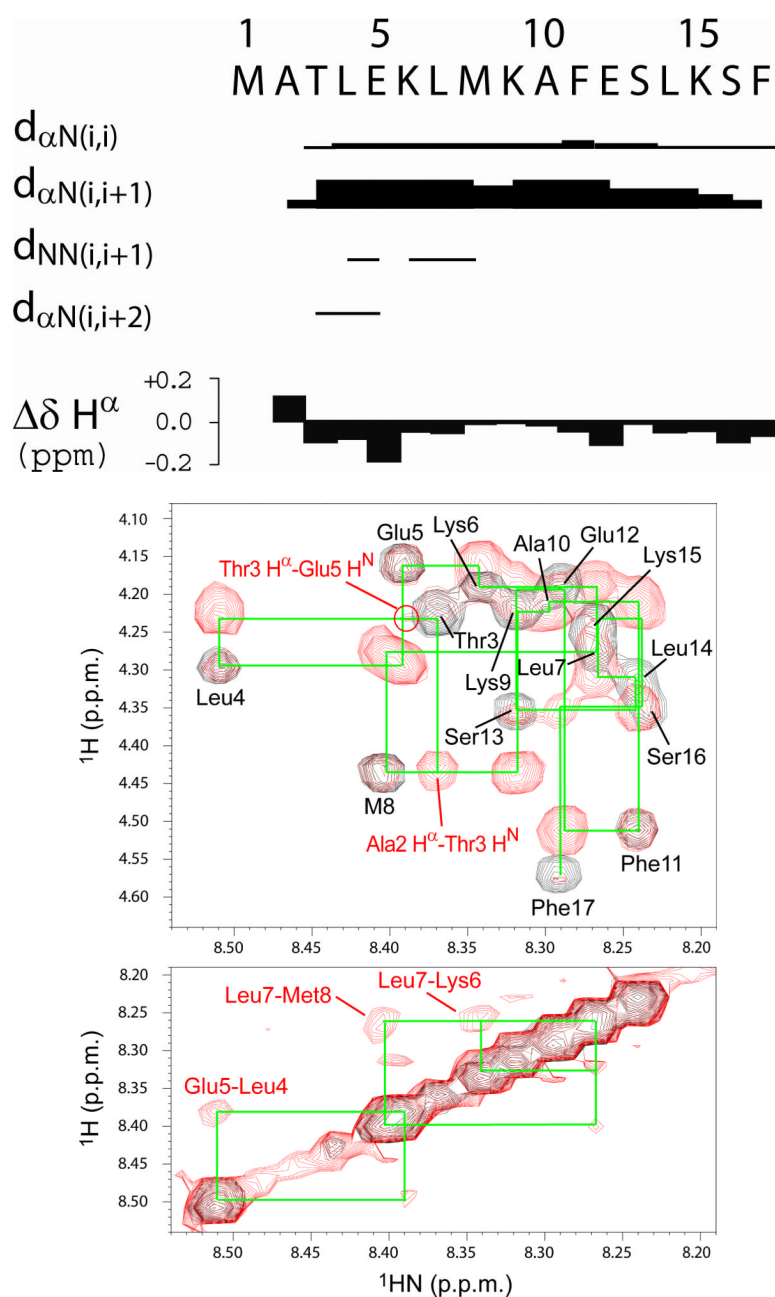 1 5 10 15
MATLEKLMKAFESLKSF
dαN(i,i)
dαN(i,i+1)
dNN(i,i+1)
dαN(i,i+2)
+0.2
Δδ Hα 0.0
(ppm) -0.2
4.10
4.15
4.20
4.25
4.30
4.35
4.40
4.45
4.50
4.55
4.60
1H (p.p.m.)
Glu5
Lys6
Glu12
Ala10
Lys15
Thr3 Hα-Glu5 HN
Thr3
Lys9
Leu7
Leu14
Leu4
Ser13
Ser16
M8
Ala2 Hα-Thr3 HN
Phe11
Phe17
8.50 8.45 8.40 8.35 8.30 8.25 8.20
8.20
8.25
8.30
8.35
8.40
8.45
8.50
1H (p.p.m.)
Leu7-Met8
Leu7-Lys6
Glu5-Leu4
8.50 8.45 8.40 8.35 8.30 8.25 8.20
1HN (p.p.m.)